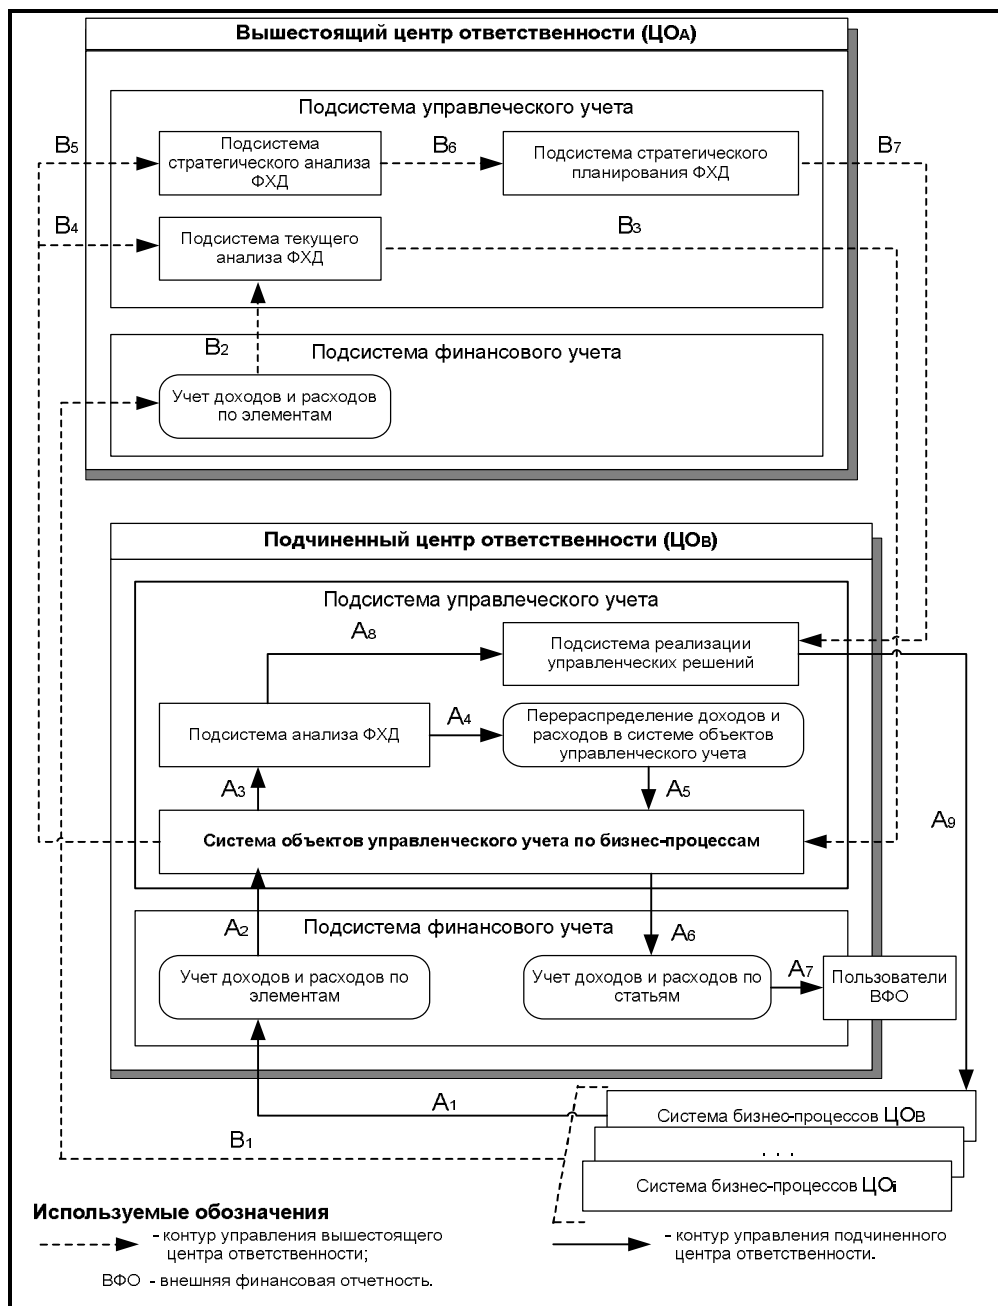 Вышестоящий центр ответственности (ЦОА)
Подсистема управлеческого учета
B5
Подсистема
стратегического анализа
ФХД
B6
Подсистема стратегического
планирования ФХД
B7
B4
Подсистема текущего
анализа ФХД
B3
B2
Подсистема финансового учета
Учет доходов и расходов
по элементам
Подчиненный центр ответственности (ЦОВ)
Подсистема управлеческого учета
A8
Подсистема реализации
управленческих решений
Подсистема анализа ФХД
A4
Перераспределение доходов и
расходов в системе объектов
управленческого учета
A3
A5
A9
Система объектов управленческого учета по бизнес-процессам
A2
Подсистема финансового учета
A6
Учет доходов и расходов по
элементам
Учет доходов и расходов по
статьям
A7
Пользователи
ВФО
A1
Система бизнес-процессов ЦОВ
B1
. . .
Система бизнес-процессов ЦОi
Используемые обозначения
- контур управления вышестоящего
центра ответственности;
- контур управления подчиненного
центра ответственности.
ВФО - внешняя финансовая отчетность.